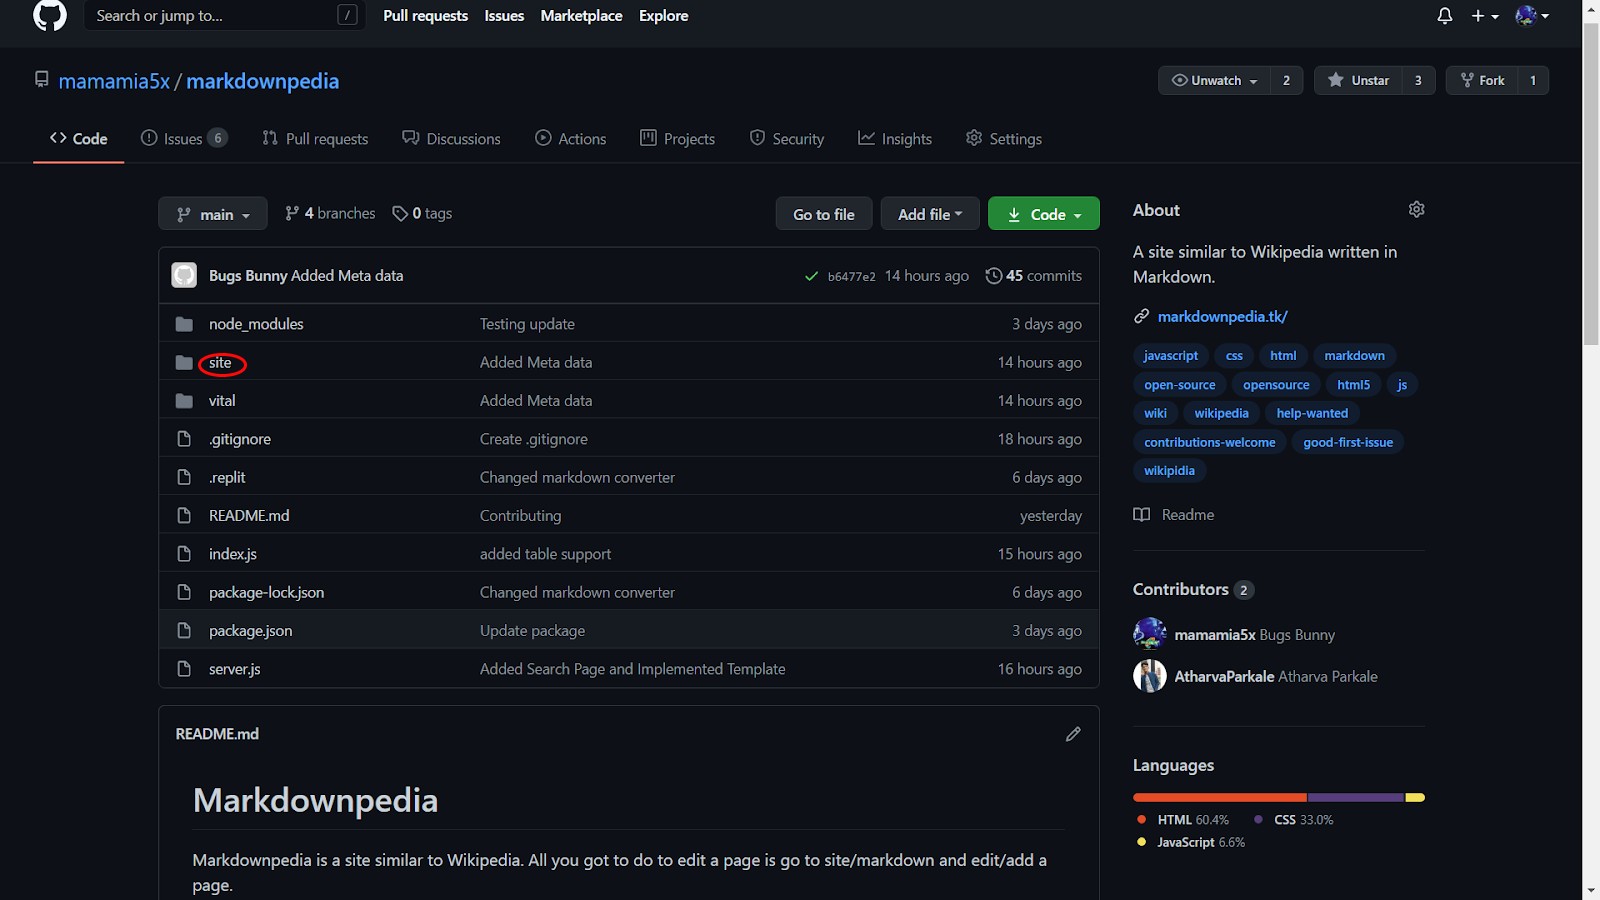 Search or jump to... / Pull requests Issues Marketplace Explore
mamamia5x / markdownpedia Unwatch 2 Unstar 3 Fork 1
Code Issues 6 Pull requests Discussions Actions Projects Security Insights Settings
main 4 branches 0 tags Go to file Add file Code
Bugs Bunny Added Meta data b6477e2 14 hours ago 45 commits
node_modules Testing update 3 days ago
site Added Meta data 14 hours ago
vital Added Meta data 14 hours ago
.gitignore Create .gitignore 18 hours ago
.replit Changed markdown converter 6 days ago
README.md Contributing yesterday
index.js added table support 15 hours ago
package-lock.json Changed markdown converter 6 days ago
package.json Update package 3 days ago
server.js Added Search Page and Implemented Template 16 hours ago
README.md
Markdownpedia
Markdownpedia is a site similar to Wikipedia. All you got to do to edit a page is go to site/markdown and edit/add a
page.
About
A site similar to Wikipedia written in
Markdown.
markdownpedia.tk/
javascript css html markdown
open-source opensource html5 js
wiki wikipedia help-wanted
contributions-welcome good-first-issue
wikipidia
Readme
Contributors 2
mamamia5x Bugs Bunny
AtharvaParkale Atharva Parkale
Languages
HTML 60.4% CSS 33.0%
JavaScript 6.6%